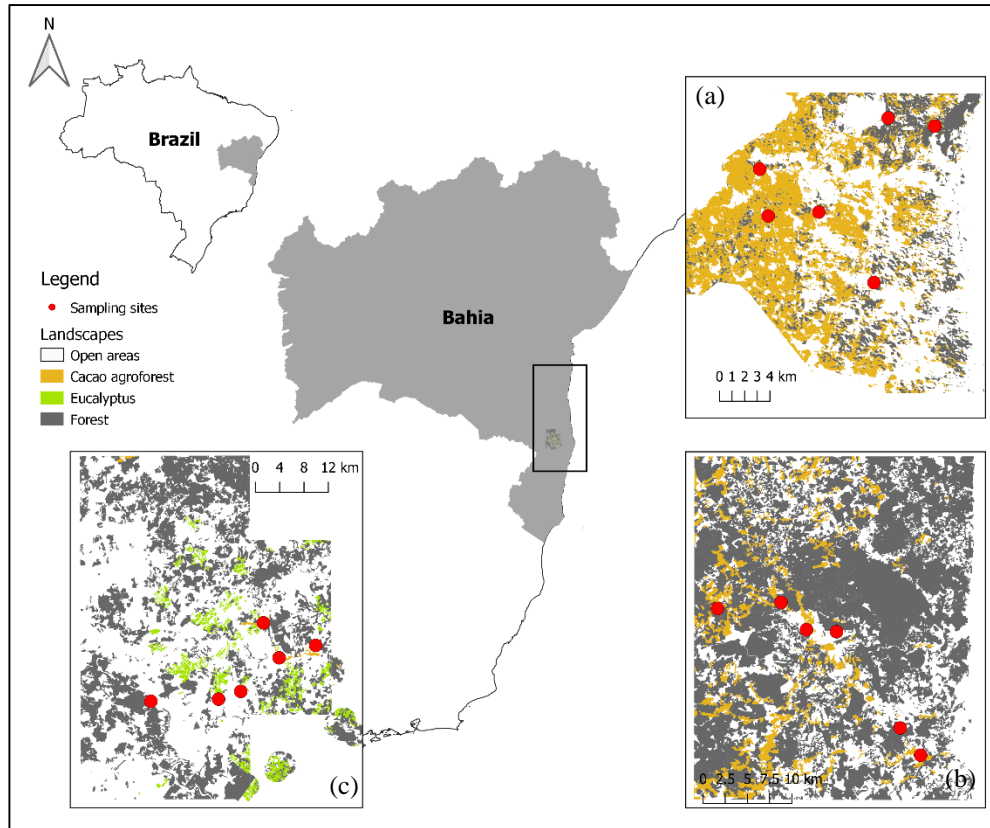 N
Brazil
Bahia
Legend
Sampling sites
Landscapes
Open areas
Cacao agroforest
Eucalyptus
Forest
(a)
0 1 2 3 4 km
0 4 8 12 km
(c)
0 2.5 5 7.5 10 km
(b)